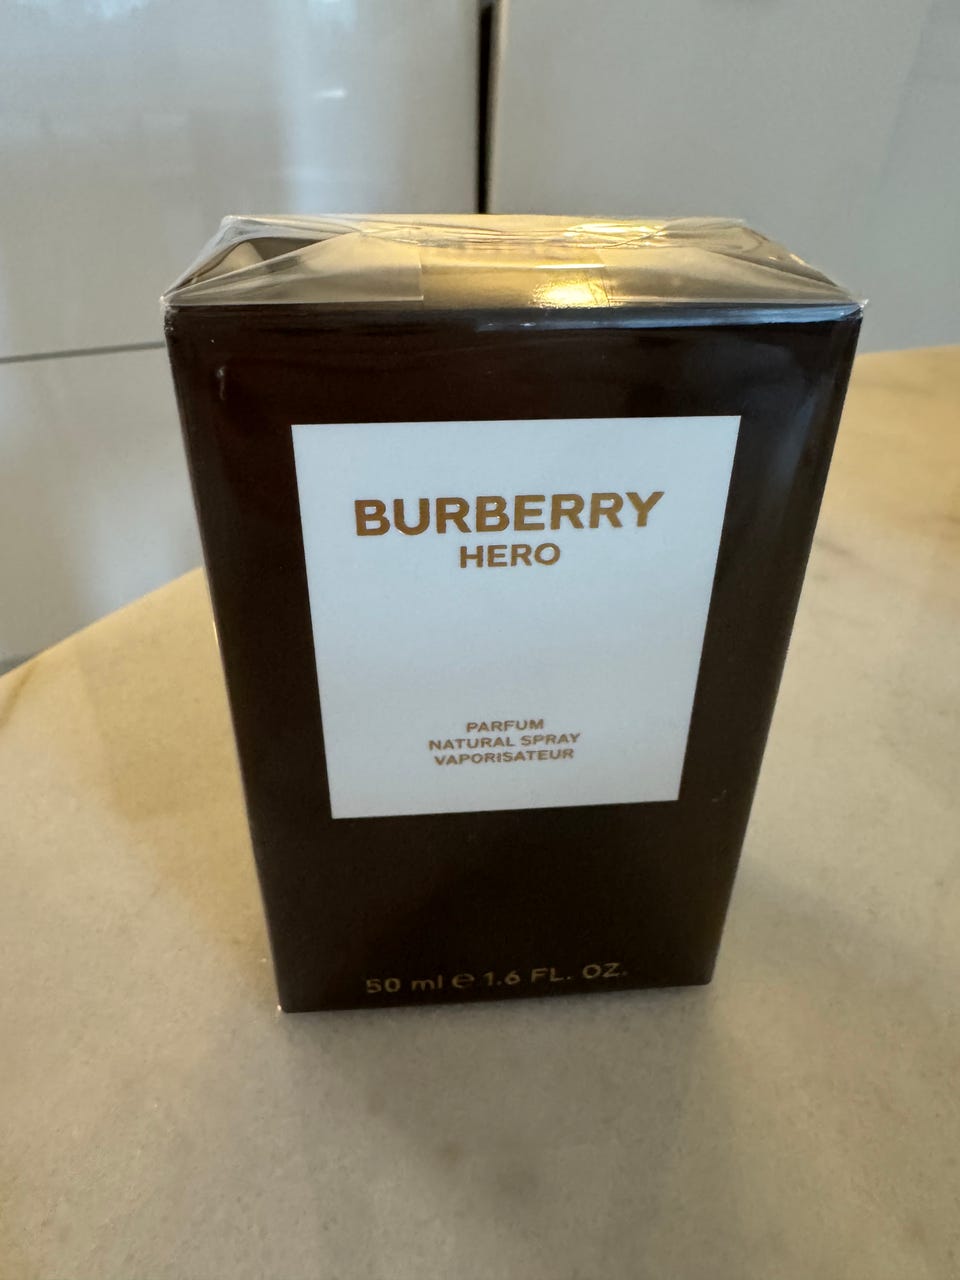 BURBERRY
HERO
PARFUM
NATURAL SPRAY
VAPORISATEUR
50 ml ℮ 1.6 FL. OZ.